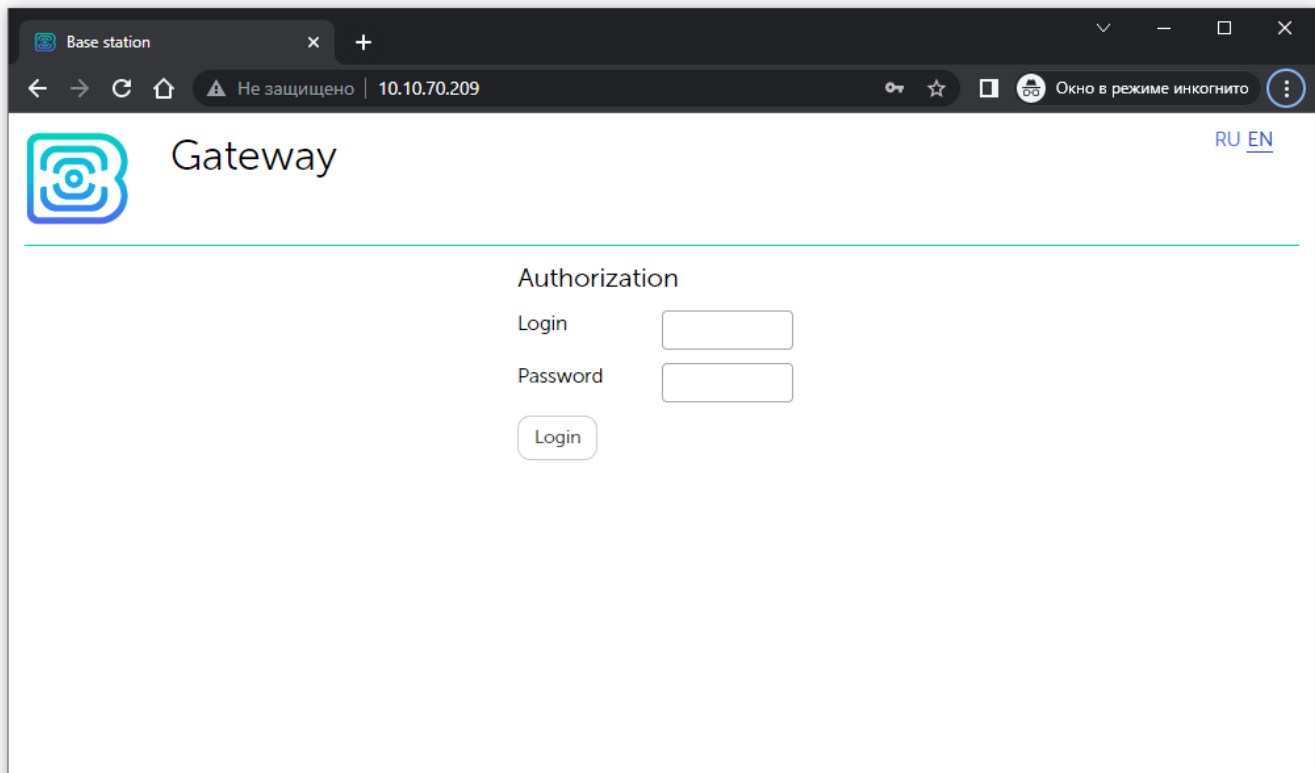 Base station
Не защищено 10.10.70.209 Окно в режиме инкогнито
Gateway
RU EN
Authorization
Login
Password
Login